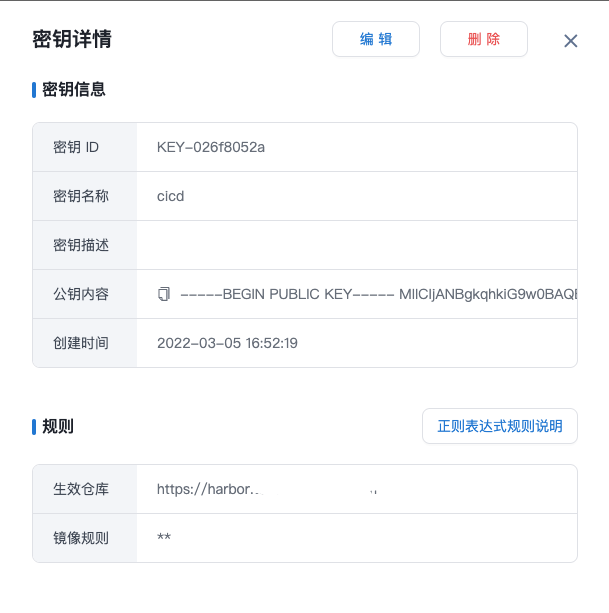 密钥详情
编 辑
删 除
密钥信息
密钥 ID
KEY-026f8052a
密钥名称
cicd
密钥描述
公钥内容
-----BEGIN PUBLIC KEY----- MIICIjANBgkqhkiG9w0BAQE
创建时间
2022-03-05 16:52:19
规则
正则表达式规则说明
生效仓库
https://harbor.
镜像规则
**